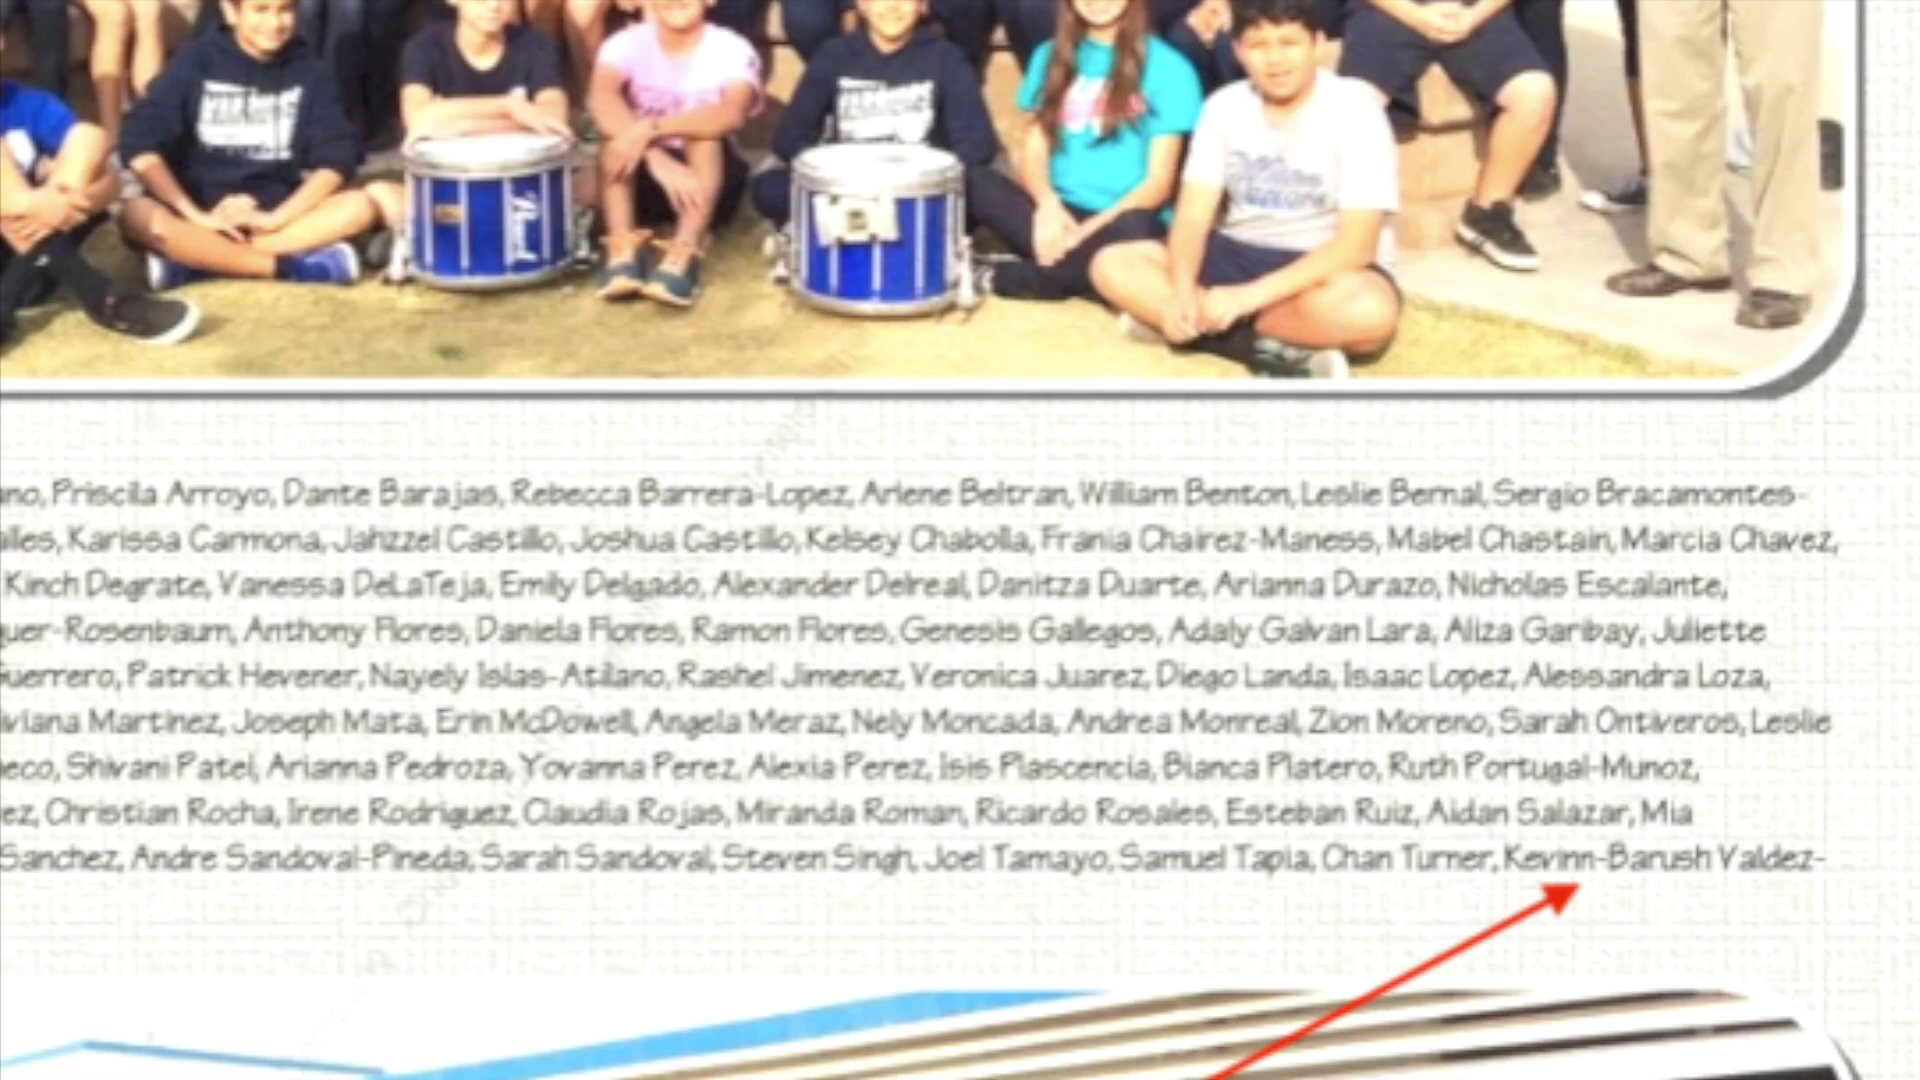 Priscila Arroyo, Dante Barajas, Rebecca Barrera-Lopez, Arlene Beltran, William Benton, Leslie Bernal, Sergio Bracamontes-
Karissa Carmona, Jahzzel Castillo, Joshua Castillo, Kelsey Chabolla, Frania Chairez-Maness, Mabel Chastain, Marcia Chavez,
Kinch Degrate, Vanessa DeLaTeja, Emily Delgado, Alexander Delreal, Danitza Duarte, Arianna Durazo, Nicholas Escalante,
guer-Rosenbaum, Anthony Flores, Daniela Flores, Ramon Flores, Genesis Gallegos, Adaly Galvan Lara, Aliza Garibay, Juliette
Guerrero, Patrick Hevener, Nayely Islas-Atilano, Rashel Jimenez, Veronica Juarez, Diego Landa, Isaac Lopez, Alessandra Loza,
viana Martinez, Joseph Mata, Erin McDowell, Angela Meraz, Nely Moncada, Andrea Monreal, Zion Moreno, Sarah Ontiveros, Leslie
eco, Shivani Patel, Arianna Pedroza, Yovanna Perez, Alexia Perez, Isis Plascencia, Bianca Platero, Ruth Portugal-Munoz,
ez, Christian Rocha, Irene Rodriguez, Claudia Rojas, Miranda Roman, Ricardo Rosales, Esteban Ruiz, Aidan Salazar, Mia
Sanchez, Andre Sandoval-Pineda, Sarah Sandoval, Steven Singh, Joel Tamayo, Samuel Tapia, Chan Turner, Kevinn-Barush Valdez-